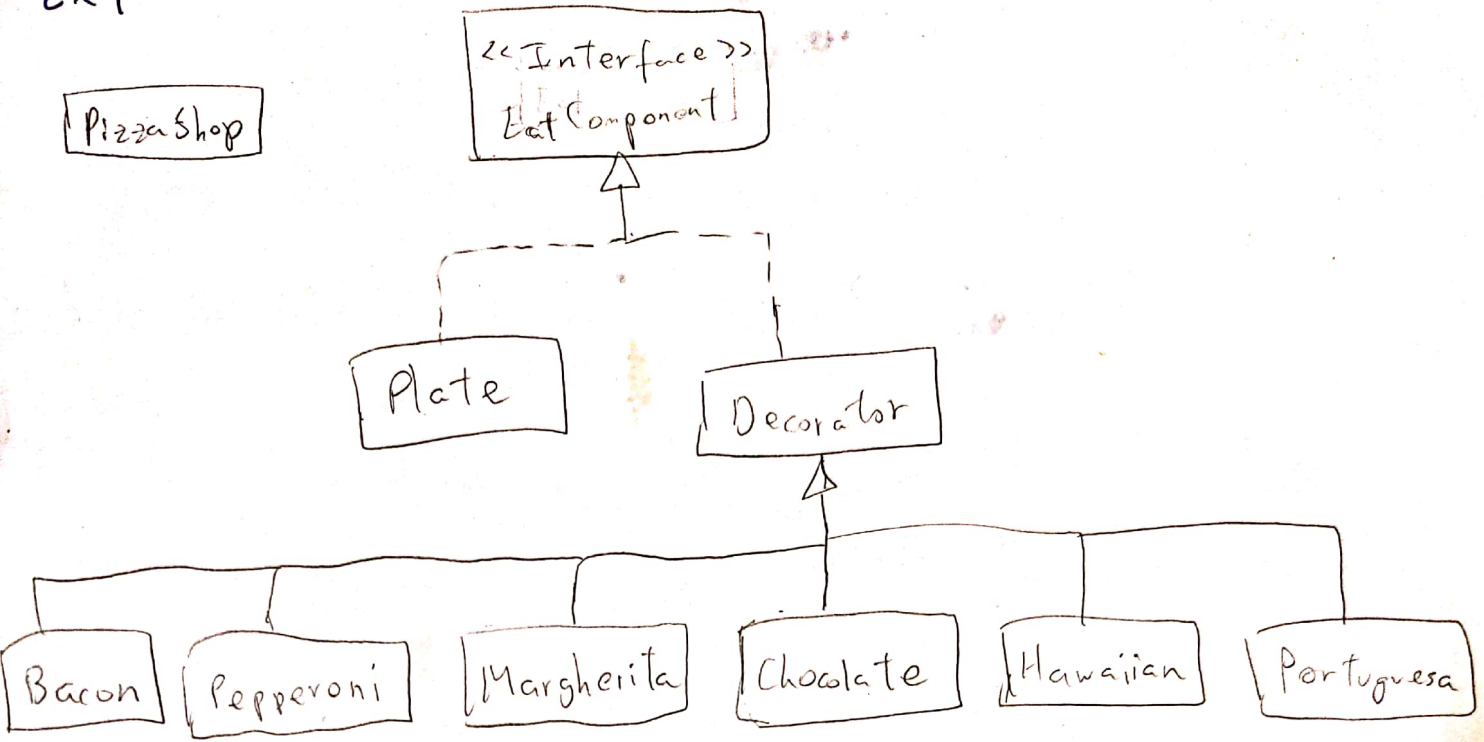 <<Interface>>
EatComponent
PizzaShop
Plate
Decorator
Bacon
Pepperoni
Margherita
Chocolate
Hawaiian
Portuguesa